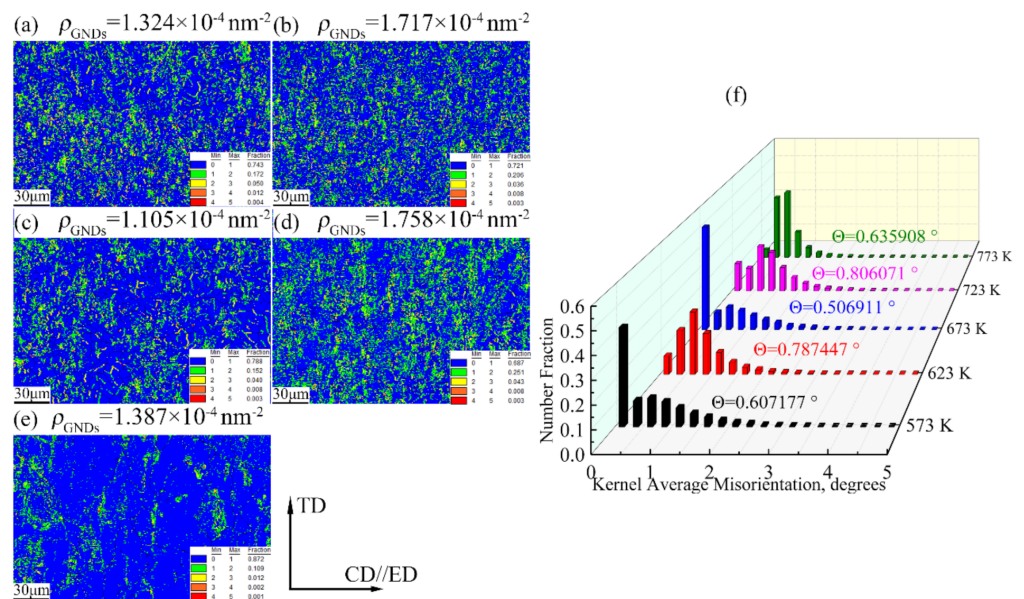 (a) ρGNDs=1.324×10-4 nm-2
Min Max Fraction
0 1 0.743
1 2 0.172
2 3 0.050
3 4 0.012
4 5 0.004
30μm
(b) ρGNDs=1.717×10-4 nm-2
Min Max Fraction
0 1 0.721
1 2 0.206
2 3 0.036
3 4 0.008
4 5 0.003
30μm
(c) ρGNDs=1.105×10-4 nm-2
Min Max Fraction
0 1 0.788
1 2 0.152
2 3 0.040
3 4 0.008
4 5 0.003
30μm
(d) ρGNDs=1.758×10-4 nm-2
Min Max Fraction
0 1 0.687
1 2 0.251
2 3 0.043
3 4 0.008
4 5 0.003
30μm
(e) ρGNDs=1.387×10-4 nm-2
Min Max Fraction
0 1 0.872
1 2 0.109
2 3 0.012
3 4 0.002
4 5 0.001
30μm
TD
CD//ED
(f)
Θ=0.635908 °
773 K
Θ=0.806071 °
723 K
Θ=0.506911 °
673 K
Θ=0.787447 °
623 K
Θ=0.607177 °
573 K
Number Fraction
0.6
0.5
0.4
0.3
0.2
0.1
0.0
0 1 2 3 4 5
Kernel Average Misorientation, degrees